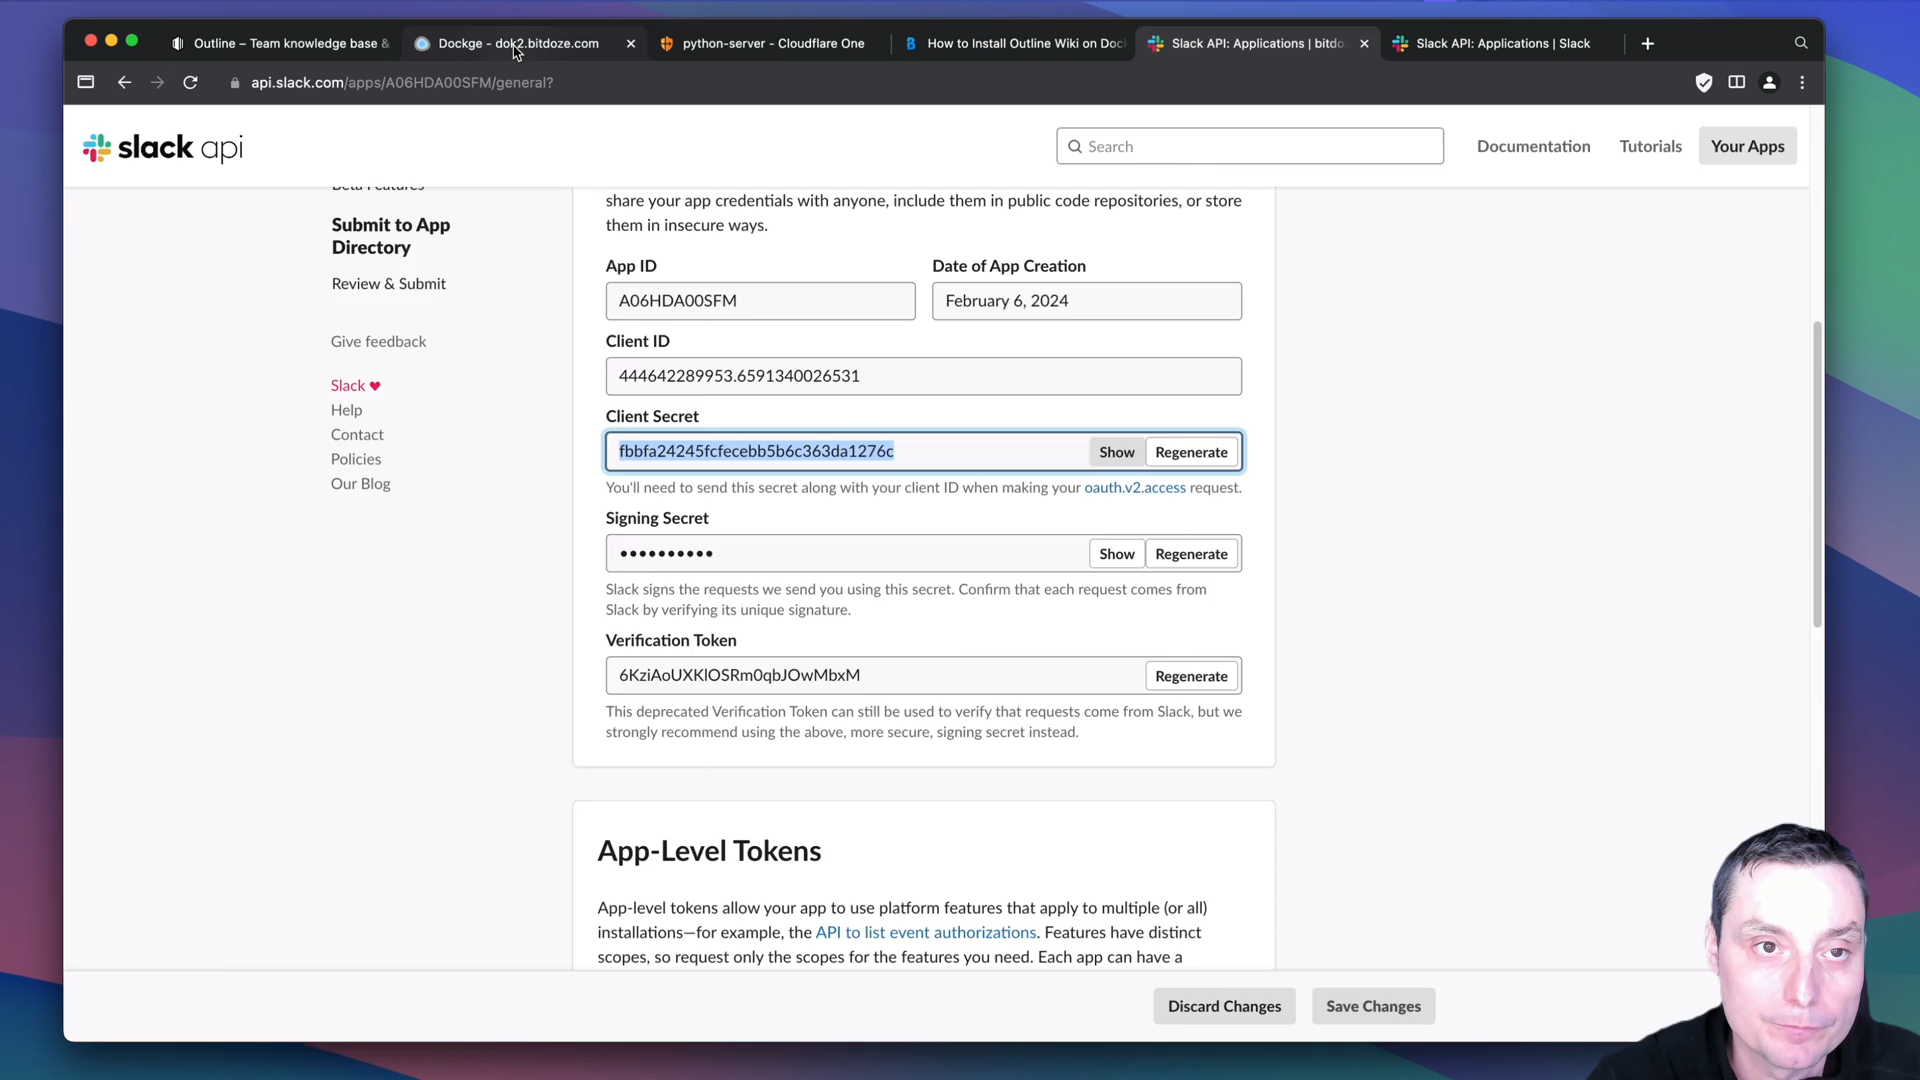 Outline – Team knowledge base &
Dockge - dok2.bitdoze.com
python-server - Cloudflare One
How to Install Outline Wiki on Doc
Slack API: Applications | bitdo
Slack API: Applications | Slack
api.slack.com/apps/A06HDA00SFM/general?
slack api
Search
Documentation
Tutorials
Your Apps
Beta Features
Submit to App
Directory
Review & Submit
Give feedback
Slack
Help
Contact
Policies
Our Blog
share your app credentials with anyone, include them in public code repositories, or store
them in insecure ways.
App ID
Date of App Creation
A06HDA00SFM
February 6, 2024
Client ID
444642289953.6591340026531
Client Secret
fbbfa24245fcfecebb5b6c363da1276c
Show
Regenerate
You'll need to send this secret along with your client ID when making your oauth.v2.access request.
Signing Secret
••••••••••
Show
Regenerate
Slack signs the requests we send you using this secret. Confirm that each request comes from
Slack by verifying its unique signature.
Verification Token
6KziAoUXKlOSRm0qbJOwMbxM
Regenerate
This deprecated Verification Token can still be used to verify that requests come from Slack, but we
strongly recommend using the above, more secure, signing secret instead.
App-Level Tokens
App-level tokens allow your app to use platform features that apply to multiple (or all)
installations—for example, the API to list event authorizations. Features have distinct
scopes, so request only the scopes for the features you need. Each app can have a
Discard Changes
Save Changes